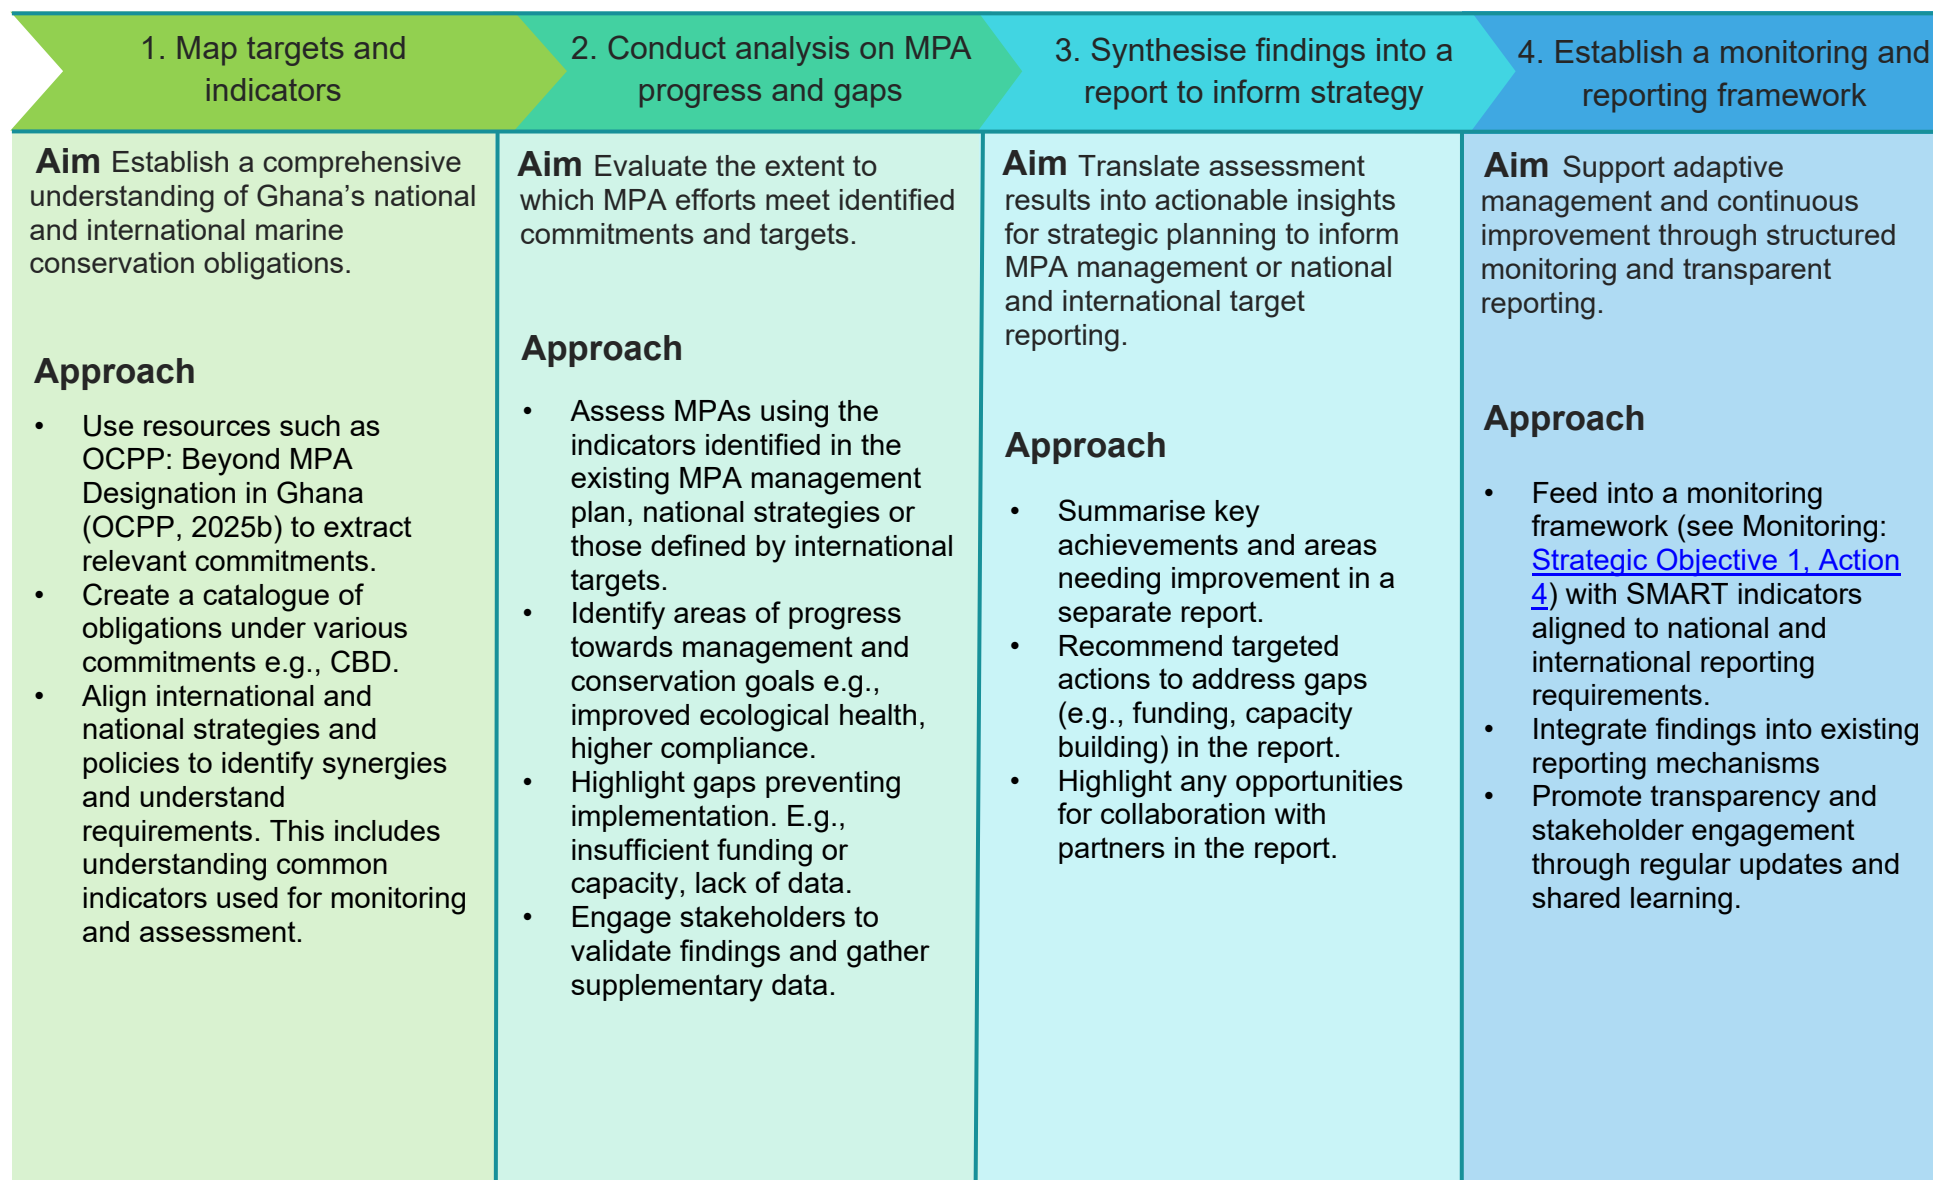 1. Map targets and
indicators
2. Conduct analysis on MPA
progress and gaps
3. Synthesise findings into a
report to inform strategy
4. Establish a monitoring and
reporting framework
Aim Establish a comprehensive
understanding of Ghana’s national
and international marine
conservation obligations.
Approach
• Use resources such as
OCPP: Beyond MPA
Designation in Ghana
(OCPP, 2025b) to extract
relevant commitments.
• Create a catalogue of
obligations under various
commitments e.g., CBD.
• Align international and
national strategies and
policies to identify synergies
and understand
requirements. This includes
understanding common
indicators used for monitoring
and assessment.
Aim Evaluate the extent to
which MPA efforts meet identified
commitments and targets.
Approach
• Assess MPAs using the
indicators identified in the
existing MPA management
plan, national strategies or
those defined by international
targets.
• Identify areas of progress
towards management and
conservation goals e.g.,
improved ecological health,
higher compliance.
• Highlight gaps preventing
implementation. E.g.,
insufficient funding or
capacity, lack of data.
• Engage stakeholders to
validate findings and gather
supplementary data.
Aim Translate assessment
results into actionable insights
for strategic planning to inform
MPA management or national
and international target
reporting.
Approach
• Summarise key
achievements and areas
needing improvement in a
separate report.
• Recommend targeted
actions to address gaps
(e.g., funding, capacity
building) in the report.
• Highlight any opportunities
for collaboration with
partners in the report.
Aim Support adaptive
management and continuous
improvement through structured
monitoring and transparent
reporting.
Approach
• Feed into a monitoring
framework (see Monitoring:
Strategic Objective 1, Action
4) with SMART indicators
aligned to national and
international reporting
requirements.
• Integrate findings into existing
reporting mechanisms
• Promote transparency and
stakeholder engagement
through regular updates and
shared learning.